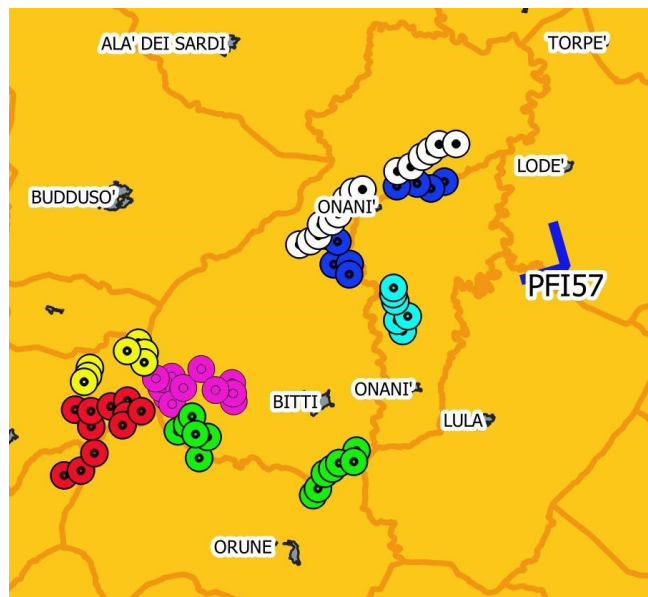 ALA' DEI SARDI
TORPE'
LODE'
BUDDUSO'
ONANI'
PFI57
ONANI'
BITTI
LULA
ORUNE